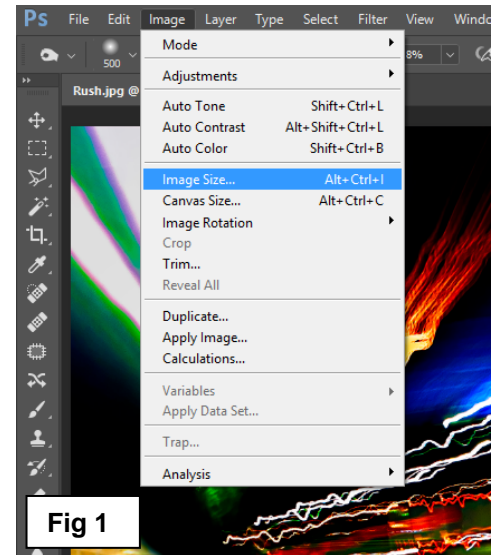 Ps File Edit Image Layer Type Select Filter View Windo
500
8%
Rush.jpg @
Mode
Adjustments
Auto Tone Shift+Ctrl+L
Auto Contrast Alt+Shift+Ctrl+L
Auto Color Shift+Ctrl+B
Image Size... Alt+Ctrl+I
Canvas Size... Alt+Ctrl+C
Image Rotation
Crop
Trim...
Reveal All
Duplicate...
Apply Image...
Calculations...
Variables
Apply Data Set...
Trap...
Analysis
Fig 1